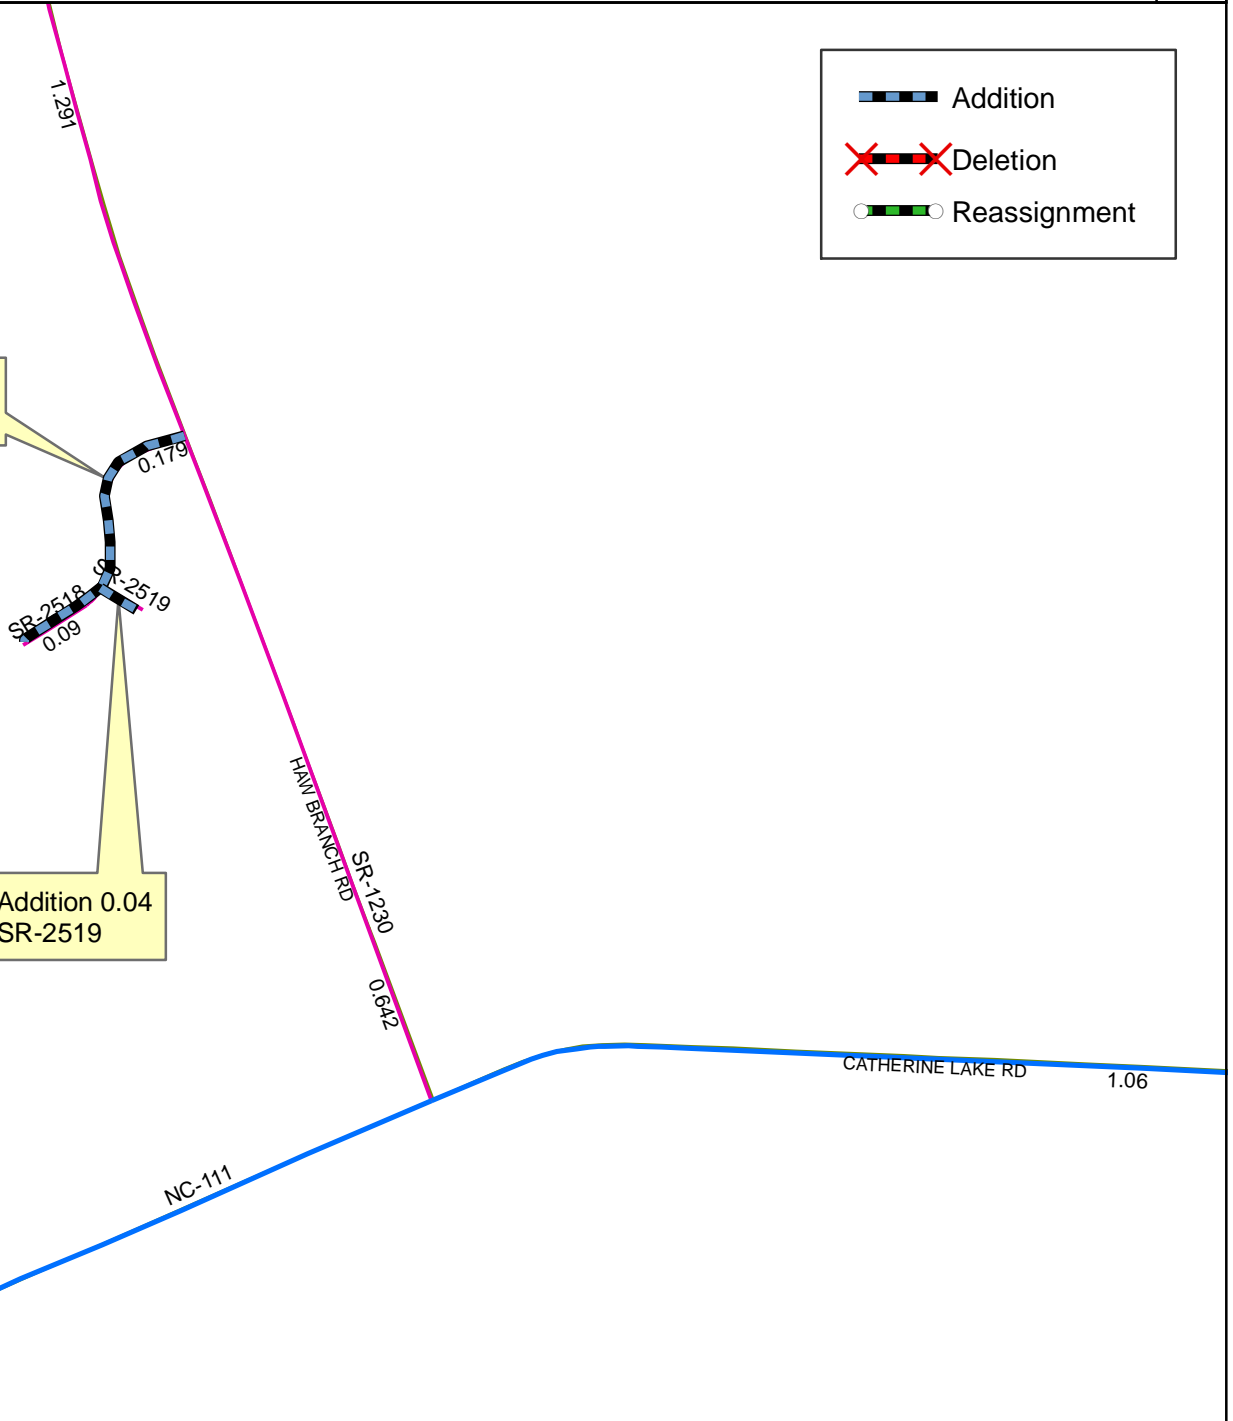 1.291
Addition
Deletion
Reassignment
0.179
SR-2519
SR-2518
0.09
HAW BRANCH RD
SR-1230
Addition 0.04
SR-2519
0.642
CATHERINE LAKE RD
1.06
NC-111